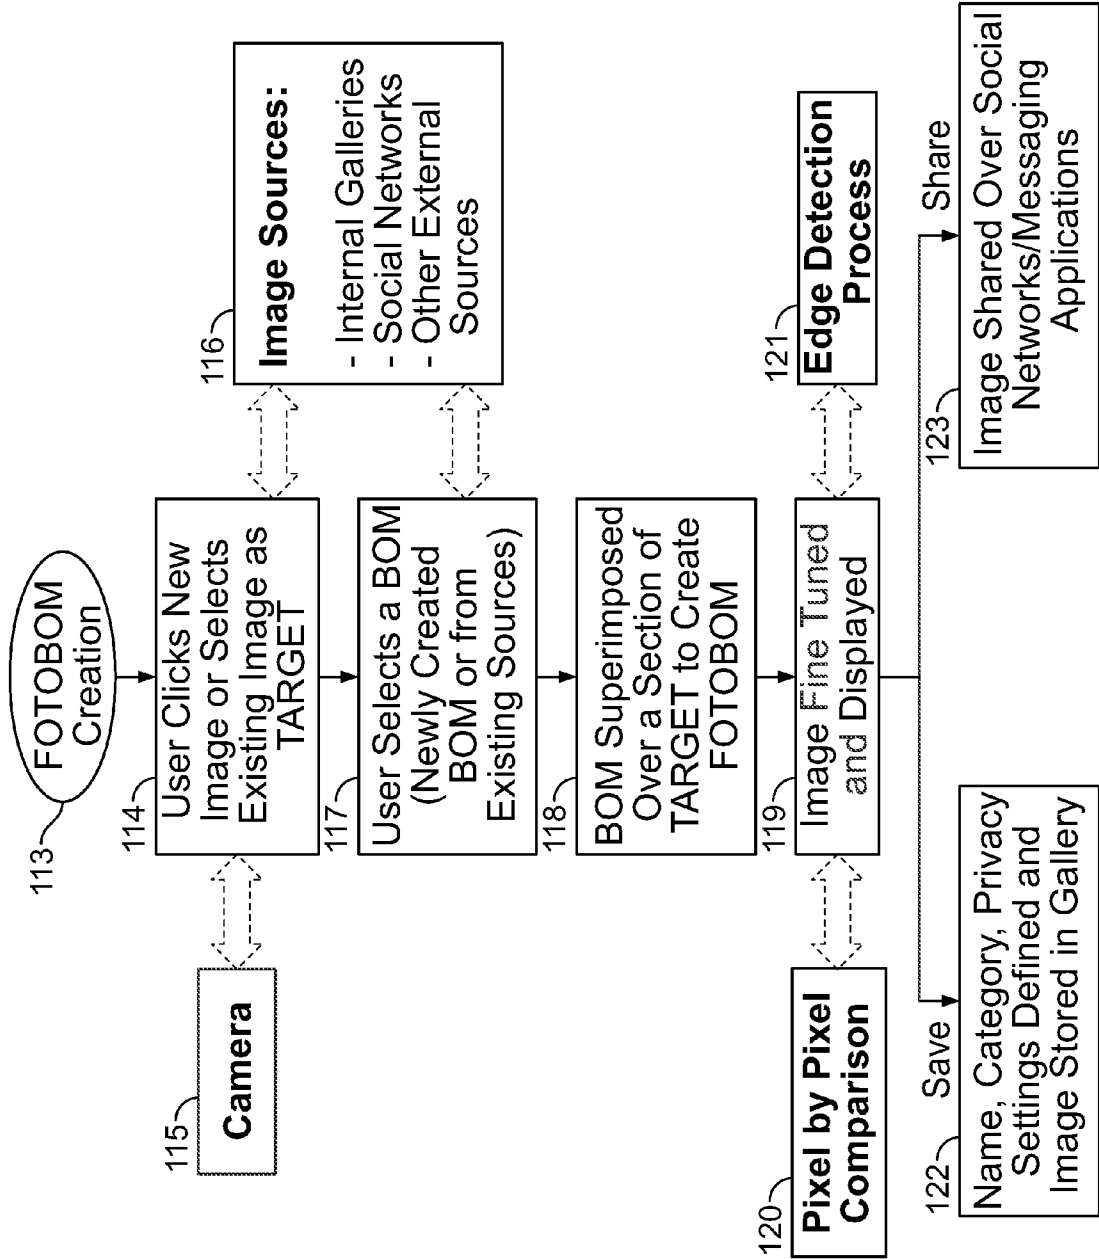 113
FOTOBOM
Creation
114
User Clicks New
Image or Selects
Existing Image as
TARGET
115
Camera
116
Image Sources:
- Internal Galleries
- Social Networks
- Other External
Sources
117
User Selects a BOM
(Newly Created
BOM or from
Existing Sources)
118
BOM Superimposed
Over a Section of
TARGET to Create
FOTOBOM
119
Image Fine Tuned
and Displayed
120
Pixel by Pixel
Comparison
121
Edge Detection
Process
Save
Share
122
Name, Category, Privacy
Settings Defined and
Image Stored in Gallery
123
Image Shared Over Social
Networks/Messaging
Applications